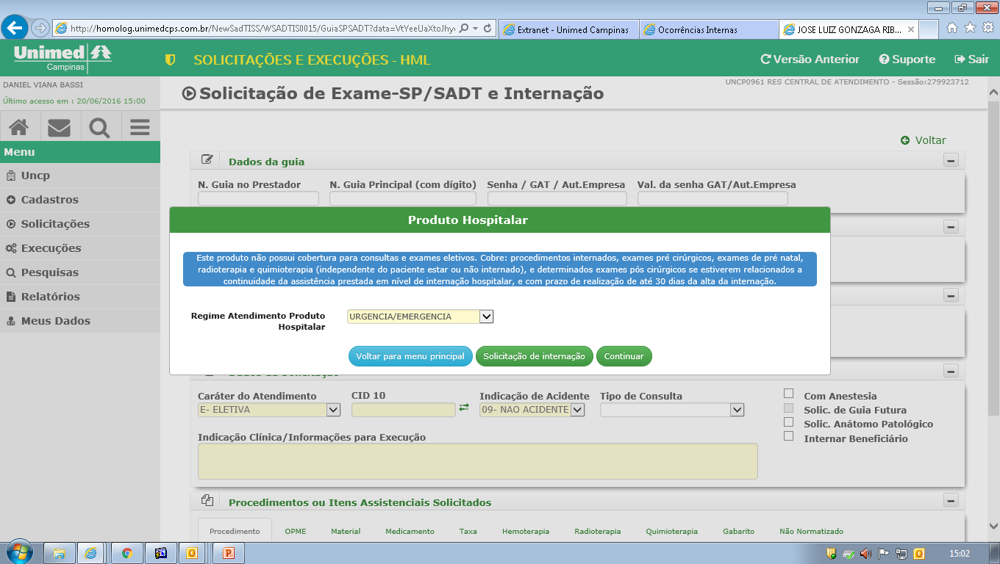 http://homolog.unimedcps.com.br/NewSadTISS/WSADTIS0015/GuiaSPSADT?data=
Extranet - Unimed Campinas
Ocorrências Internas
JOSE LUIZ GONZAGA RIB...
Unimed
Campinas
SOLICITAÇÕES E EXECUÇÕES - HML
Versão Anterior
Suporte
Sair
DANIEL VIANA BASSI
Último acesso em : 20/06/2016 15:00
Solicitação de Exame-SP/SADT e Internação
UNCP0961 RES CENTRAL DE ATENDIMENTO - Sessão:279923712
Voltar
Menu
Uncp
Cadastros
Solicitações
Execuções
Pesquisas
Relatórios
Meus Dados
Dados da guia
N. Guia no Prestador
N. Guia Principal (com dígito)
Senha / GAT / Aut.Empresa
Val. da senha GAT/Aut.Empresa
Produto Hospitalar
Este produto não possui cobertura para consultas e exames eletivos. Cobre: procedimentos internados, exames pré cirúrgicos, exames de pré natal,
radioterapia e quimioterapia (independente do paciente estar ou não internado), e determinados exames pós cirúrgicos se estiverem relacionados a
continuidade da assistência prestada em nível de internação hospitalar, e com prazo de realização de até 30 dias da alta da internação.
Regime Atendimento Produto
Hospitalar
URGENCIA/EMERGENCIA
Voltar para menu principal
Solicitação de internação
Continuar
Caráter do Atendimento
CID 10
Indicação de Acidente
Tipo de Consulta
E- ELETIVA
09- NAO ACIDENTE
Com Anestesia
Solic. de Guia Futura
Solic. Anátomo Patológico
Internar Beneficiário
Indicação Clínica/Informações para Execução
Procedimentos ou Itens Assistenciais Solicitados
Procedimento
OPME
Material
Medicamento
Taxa
Hemoterapia
Radioterapia
Quimioterapia
Gabarito
Não Normatizado
15:02